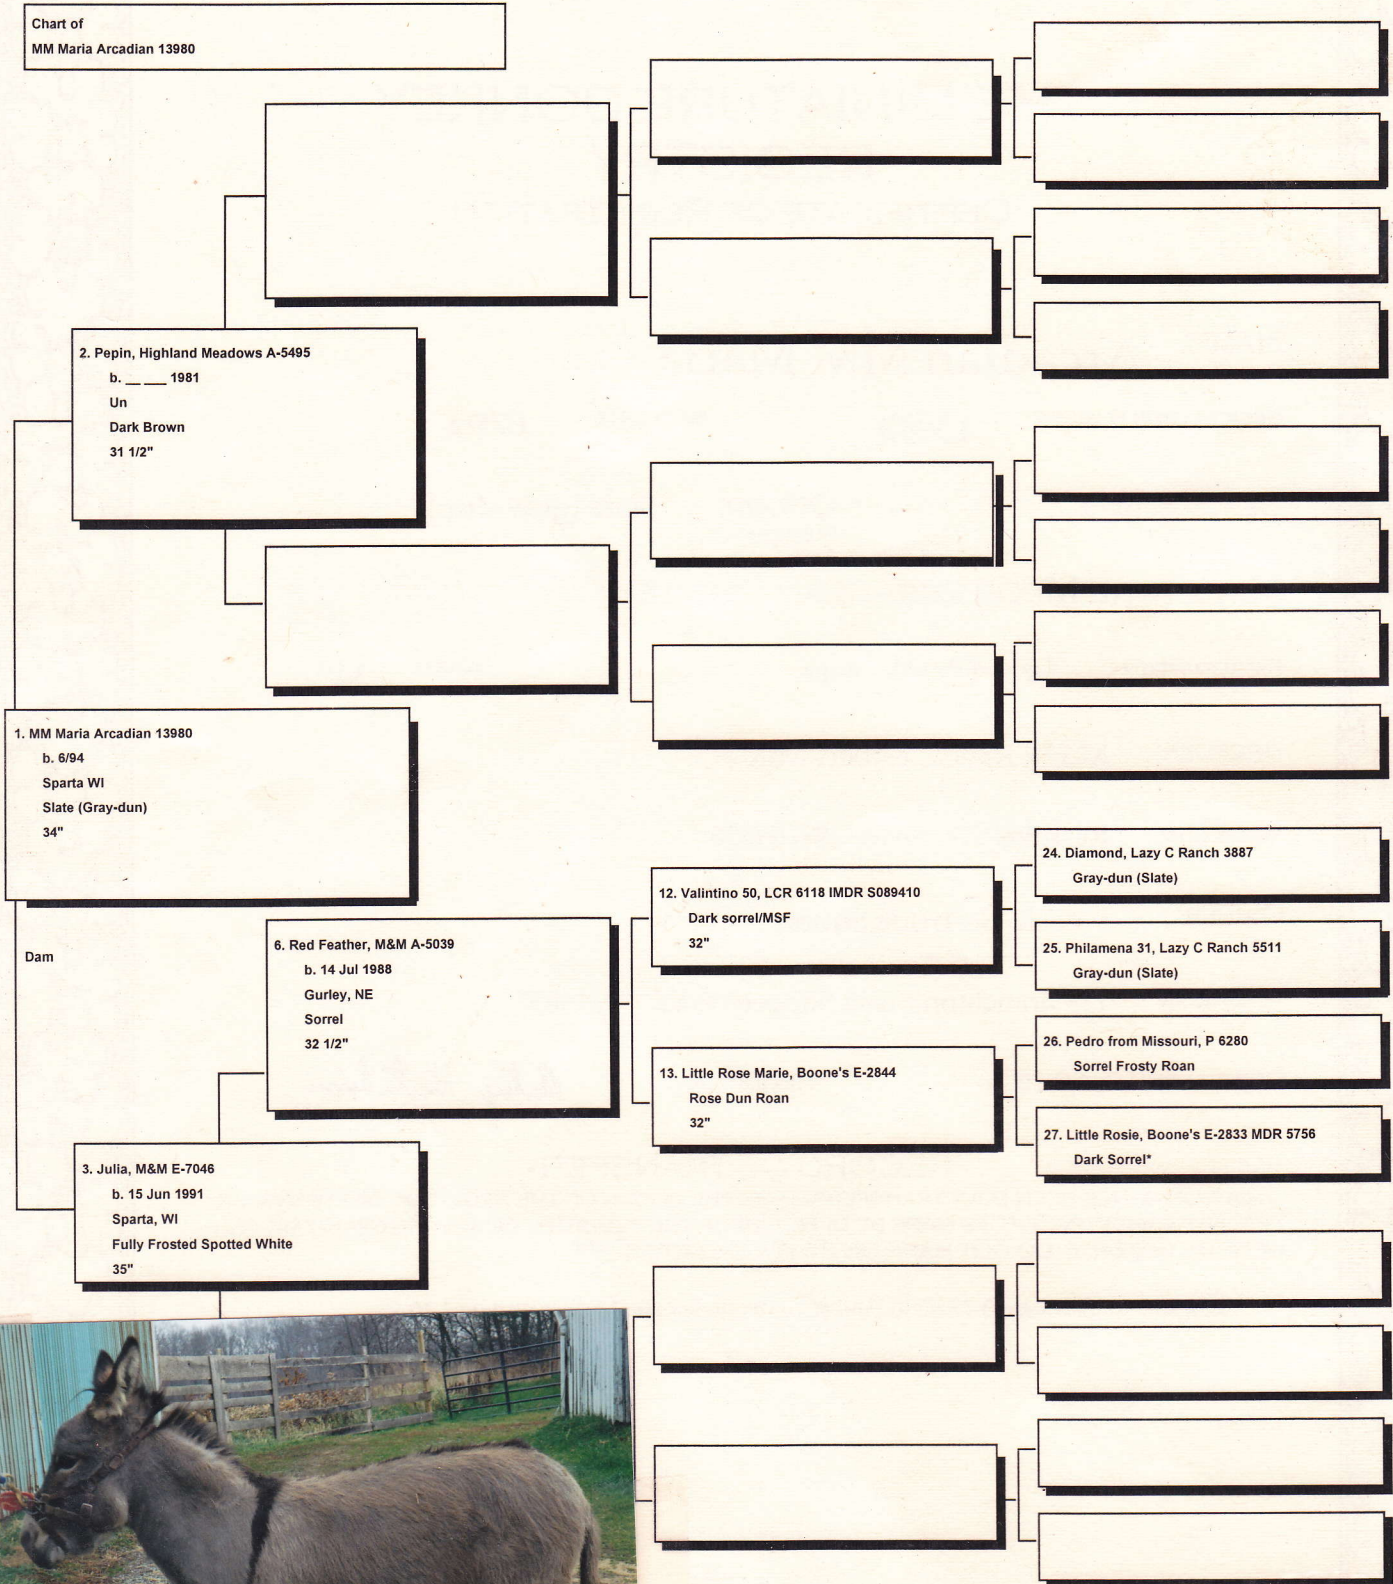 Chart of
MM Maria Arcadian 13980
2. Pepin, Highland Meadows A-5495
b. __ ___ 1981
Un
Dark Brown
31 1/2"
1. MM Maria Arcadian 13980
b. 6/94
Sparta WI
Slate (Gray-dun)
34"
Dam
6. Red Feather, M&M A-5039
b. 14 Jul 1988
Gurley, NE
Sorrel
32 1/2"
3. Julia, M&M E-7046
b. 15 Jun 1991
Sparta, WI
Fully Frosted Spotted White
35"
12. Valintino 50, LCR 6118 IMDR S089410
Dark sorrel/MSF
32"
13. Little Rose Marie, Boone's E-2844
Rose Dun Roan
32"
24. Diamond, Lazy C Ranch 3887
Gray-dun (Slate)
25. Philamena 31, Lazy C Ranch 5511
Gray-dun (Slate)
26. Pedro from Missouri, P 6280
Sorrel Frosty Roan
27. Little Rosie, Boone's E-2833 MDR 5756
Dark Sorrel*